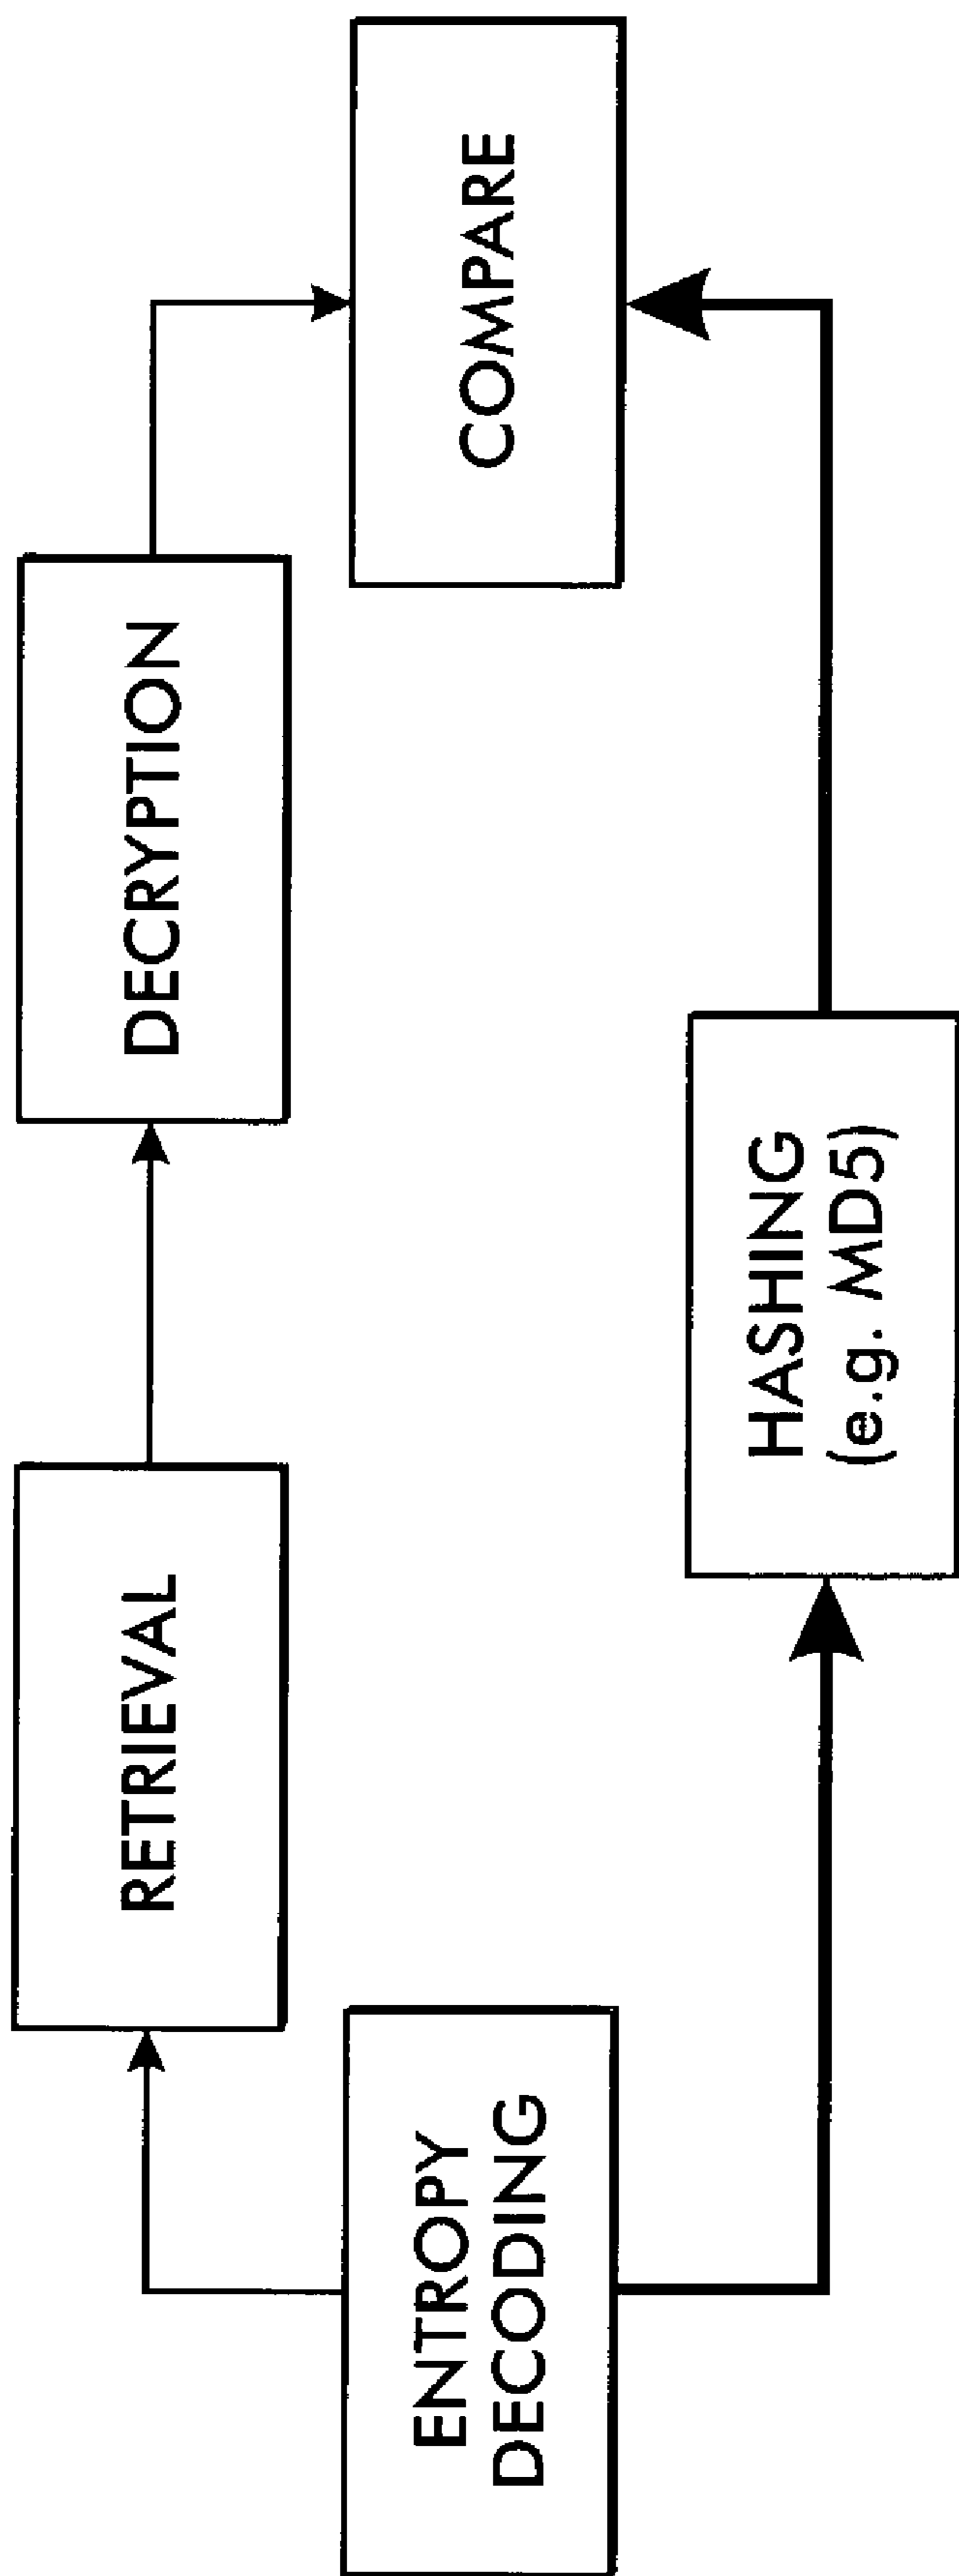 ENTROPY
DECODING
RETRIEVAL
DECRYPTION
HASHING
(e.g. MD5)
COMPARE